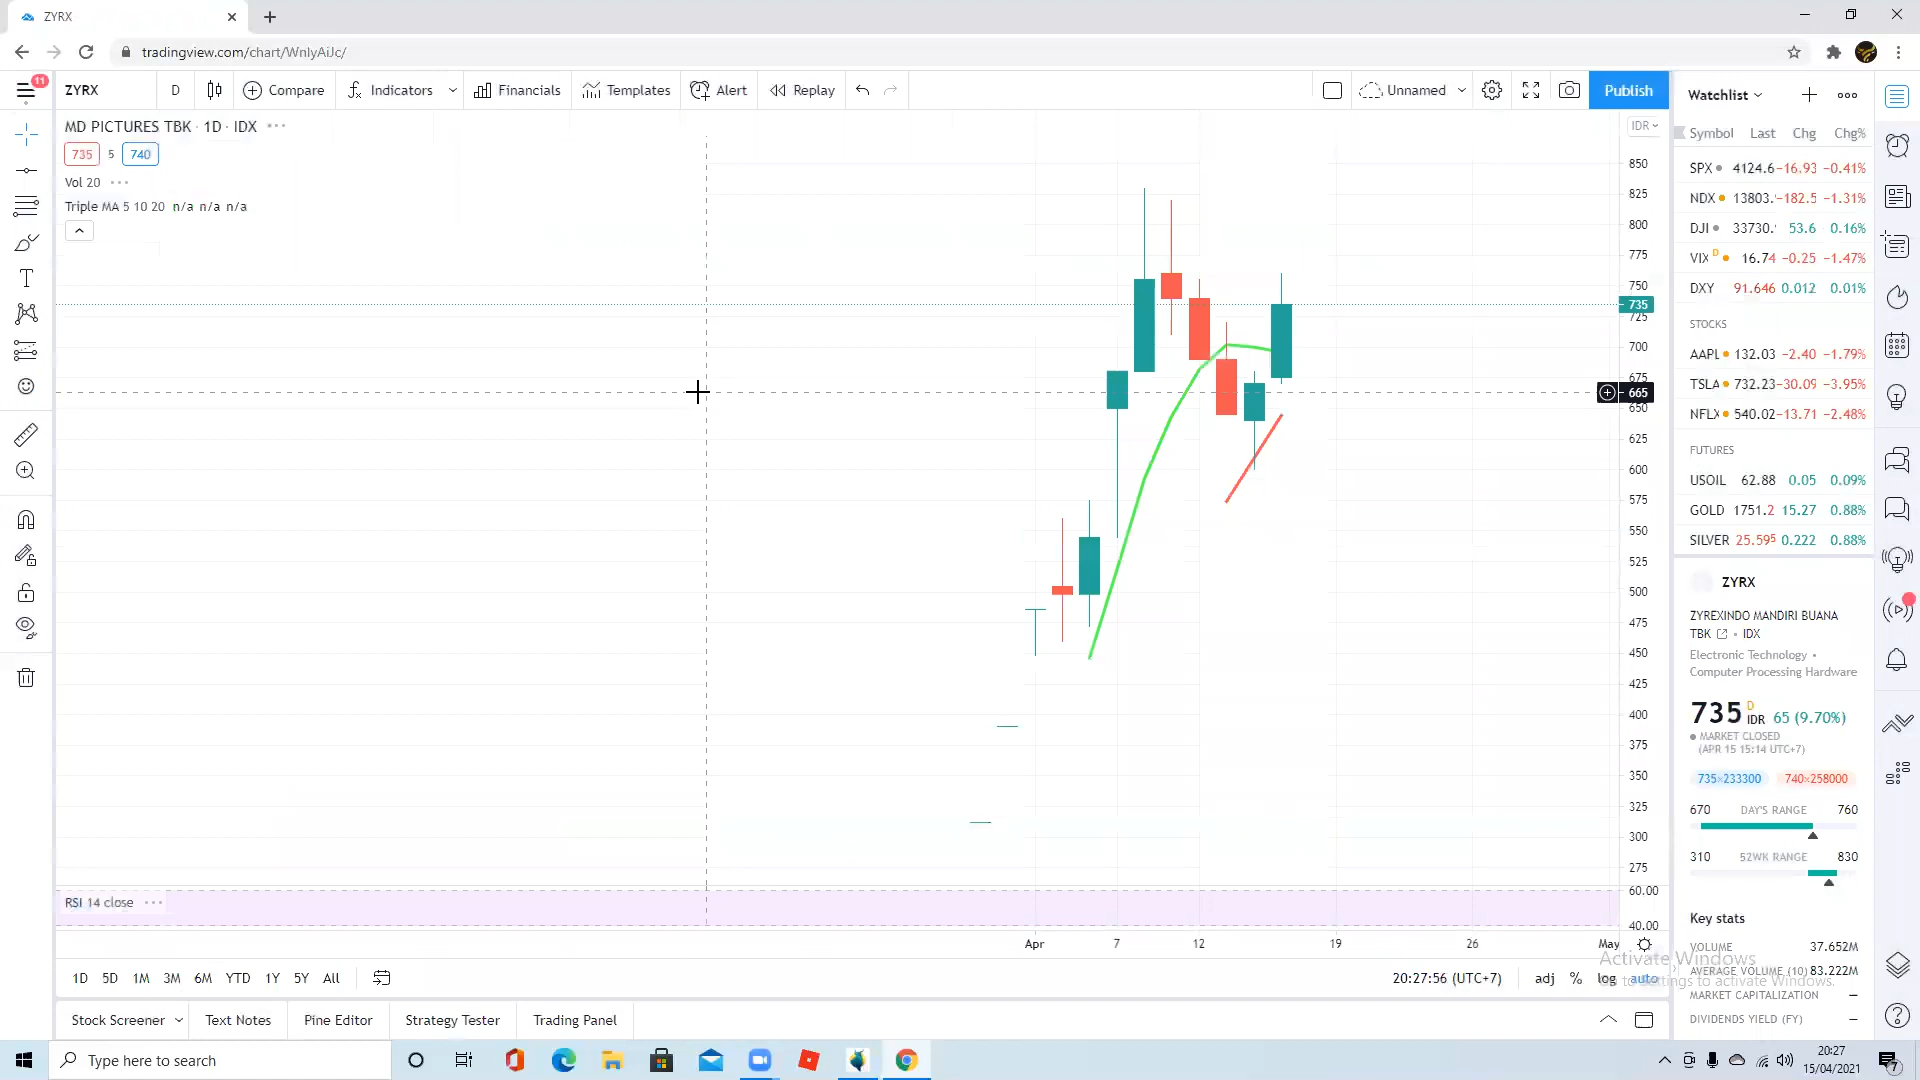 ZYRX
tradingview.com/chart/WnlyAiJc/
11
ZYRX D Compare Indicators Financials Templates Alert Replay Unnamed Publish
MD PICTURES TBK · 1D · IDX
735 5 740
Vol 20
Triple MA 5 10 20 n/a n/a n/a
IDR
850
825
800
775
750
735
725
700
675
665
650
625
600
575
550
525
500
475
450
425
400
375
350
325
300
275
RSI 14 close
60.00
40.00
Apr 7 12 19 26 May
1D 5D 1M 3M 6M YTD 1Y 5Y All
20:27:56 (UTC+7) adj % log auto
Stock Screener Text Notes Pine Editor Strategy Tester Trading Panel
Watchlist
Symbol Last Chg Chg%
SPX 4124.6 −16.93 −0.41%
NDX 13803. −182.5 −1.31%
DJI 33730. 53.6 0.16%
VIX D 16.74 −0.25 −1.47%
DXY 91.646 0.012 0.01%
STOCKS
AAPL 132.03 −2.40 −1.79%
TSLA 732.23 −30.09 −3.95%
NFLX 540.02 −13.71 −2.48%
FUTURES
USOIL 62.88 0.05 0.09%
GOLD 1751.2 15.27 0.88%
SILVER 25.595 0.222 0.88%
ZYRX
ZYREXINDO MANDIRI BUANA
TBK • IDX
Electronic Technology •
Computer Processing Hardware
735 D IDR 65 (9.70%)
MARKET CLOSED
(APR 15 15:14 UTC+7)
735×233300 740×258000
670 DAY'S RANGE 760
310 52WK RANGE 830
Key stats
VOLUME 37.652M
AVERAGE VOLUME (10) 83.222M
MARKET CAPITALIZATION —
DIVIDENDS YIELD (FY) —
Activate Windows
Go to Settings to activate Windows.
Type here to search
20:27
15/04/2021
7